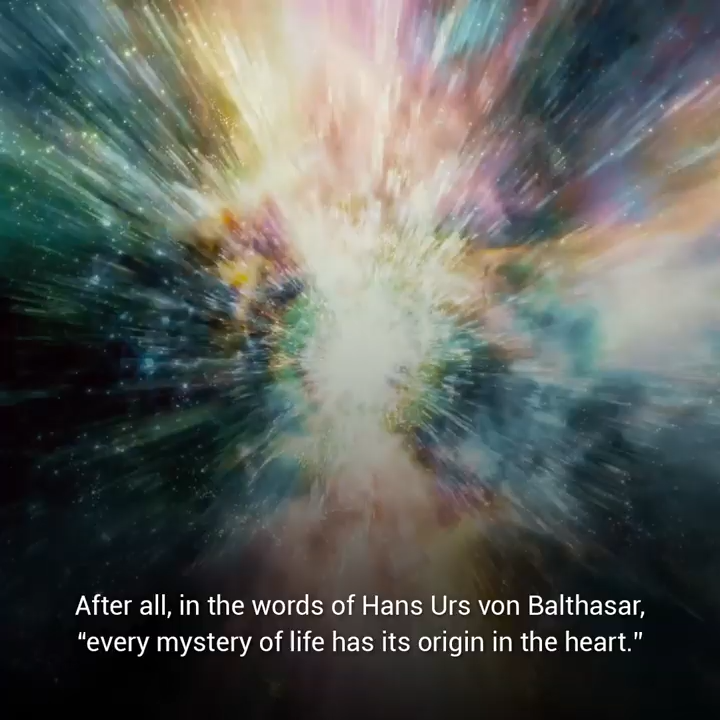 After all, in the words of Hans Urs von Balthasar,
“every mystery of life has its origin in the heart.”